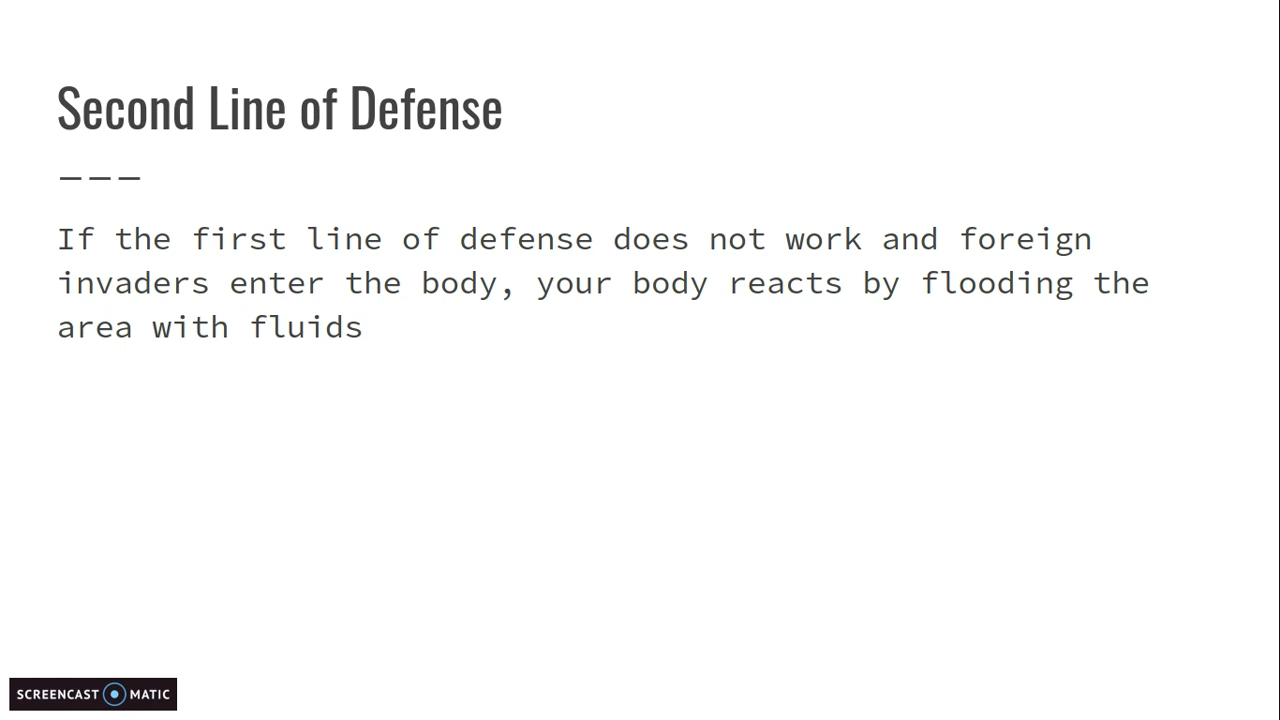 Second Line of Defense
If the first line of defense does not work and foreign
invaders enter the body, your body reacts by flooding the
area with fluids
SCREENCAST MATIC